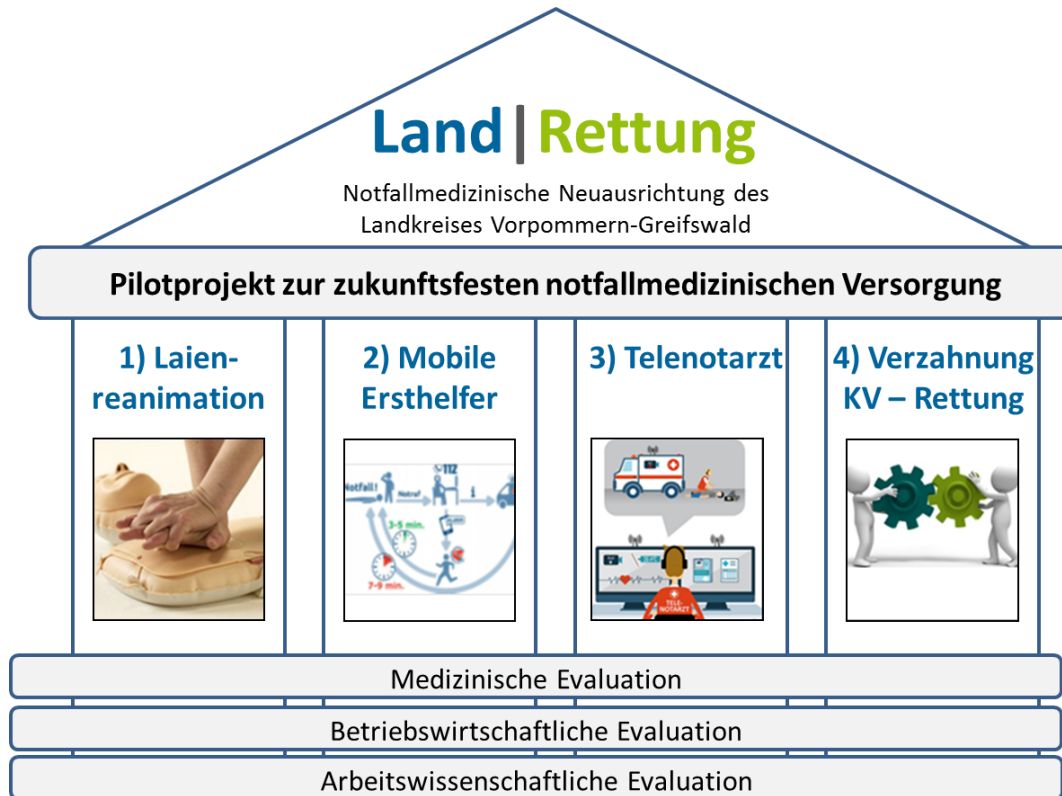 Land|Rettung
Notfallmedizinische Neuausrichtung des
Landkreises Vorpommern-Greifswald
Pilotprojekt zur zukunftsfesten notfallmedizinischen Versorgung
1) Laien-
reanimation
2) Mobile
Ersthelfer
3) Telenotarzt
4) Verzahnung
KV – Rettung
112
Notfall!
Notruf
i
3-5 min.
7-9 min.
TELE-
NOTARZT
Medizinische Evaluation
Betriebswirtschaftliche Evaluation
Arbeitswissenschaftliche Evaluation